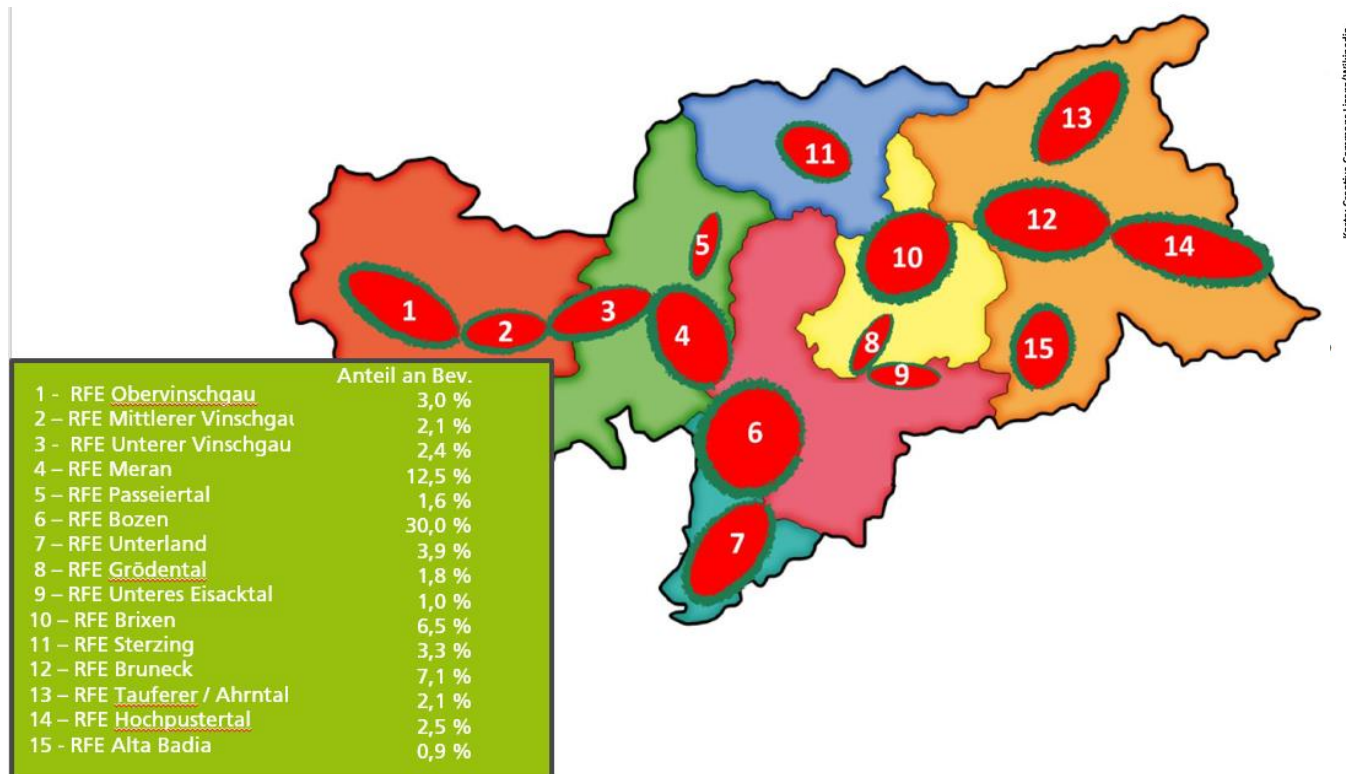 Anteil an Bev.
1 - RFE Obervinschgau 3,0 %
2 – RFE Mittlerer Vinschgau 2,1 %
3 - RFE Unterer Vinschgau 2,4 %
4 – RFE Meran 12,5 %
5 – RFE Passeiertal 1,6 %
6 – RFE Bozen 30,0 %
7 – RFE Unterland 3,9 %
8 – RFE Grödental 1,8 %
9 – RFE Unteres Eisacktal 1,0 %
10 – RFE Brixen 6,5 %
11 – RFE Sterzing 3,3 %
12 – RFE Bruneck 7,1 %
13 – RFE Tauferer / Ahrntal 2,1 %
14 – RFE Hochpustertal 2,5 %
15 - RFE Alta Badia 0,9 %
13
11
12
5
10
14
1
3
2
4
8
15
9
6
7